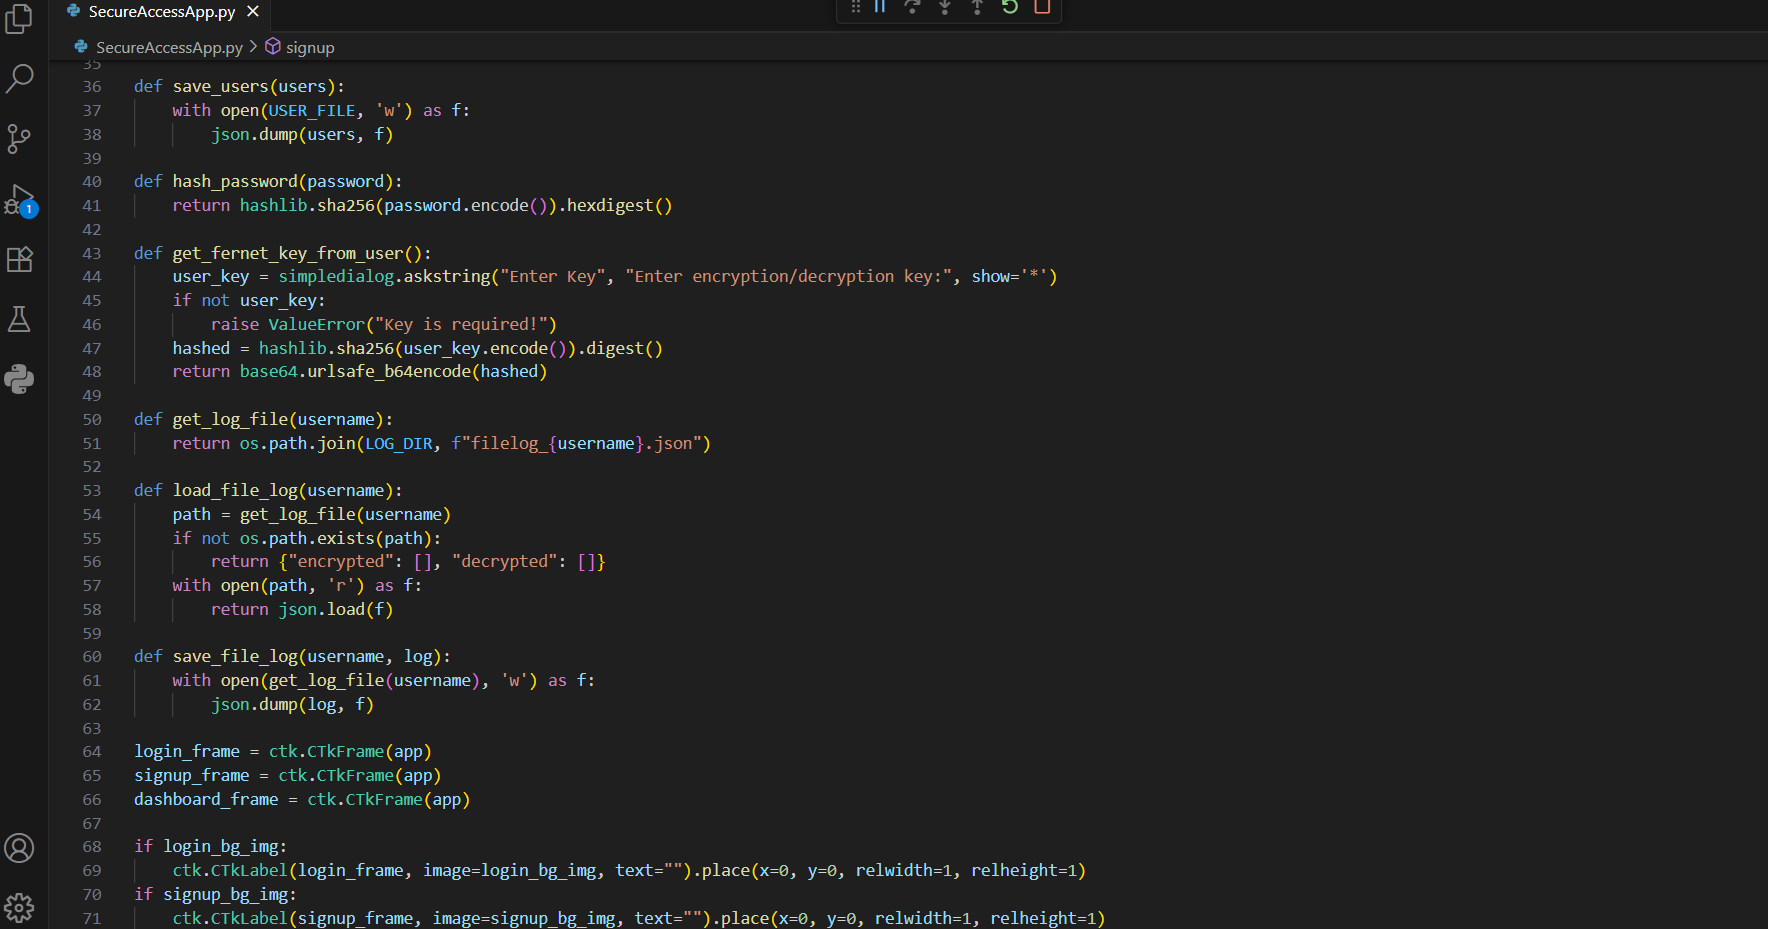 SecureAccessApp.py
SecureAccessApp.py > signup
35
36 def save_users(users):
37 with open(USER_FILE, 'w') as f:
38 json.dump(users, f)
39
40 def hash_password(password):
41 return hashlib.sha256(password.encode()).hexdigest()
42
43 def get_fernet_key_from_user():
44 user_key = simpledialog.askstring("Enter Key", "Enter encryption/decryption key:", show='*')
45 if not user_key:
46 raise ValueError("Key is required!")
47 hashed = hashlib.sha256(user_key.encode()).digest()
48 return base64.urlsafe_b64encode(hashed)
49
50 def get_log_file(username):
51 return os.path.join(LOG_DIR, f"filelog_{username}.json")
52
53 def load_file_log(username):
54 path = get_log_file(username)
55 if not os.path.exists(path):
56 return {"encrypted": [], "decrypted": []}
57 with open(path, 'r') as f:
58 return json.load(f)
59
60 def save_file_log(username, log):
61 with open(get_log_file(username), 'w') as f:
62 json.dump(log, f)
63
64 login_frame = ctk.CTkFrame(app)
65 signup_frame = ctk.CTkFrame(app)
66 dashboard_frame = ctk.CTkFrame(app)
67
68 if login_bg_img:
69 ctk.CTkLabel(login_frame, image=login_bg_img, text="").place(x=0, y=0, relwidth=1, relheight=1)
70 if signup_bg_img:
71 ctk.CTkLabel(signup_frame, image=signup_bg_img, text="").place(x=0, y=0, relwidth=1, relheight=1)
1